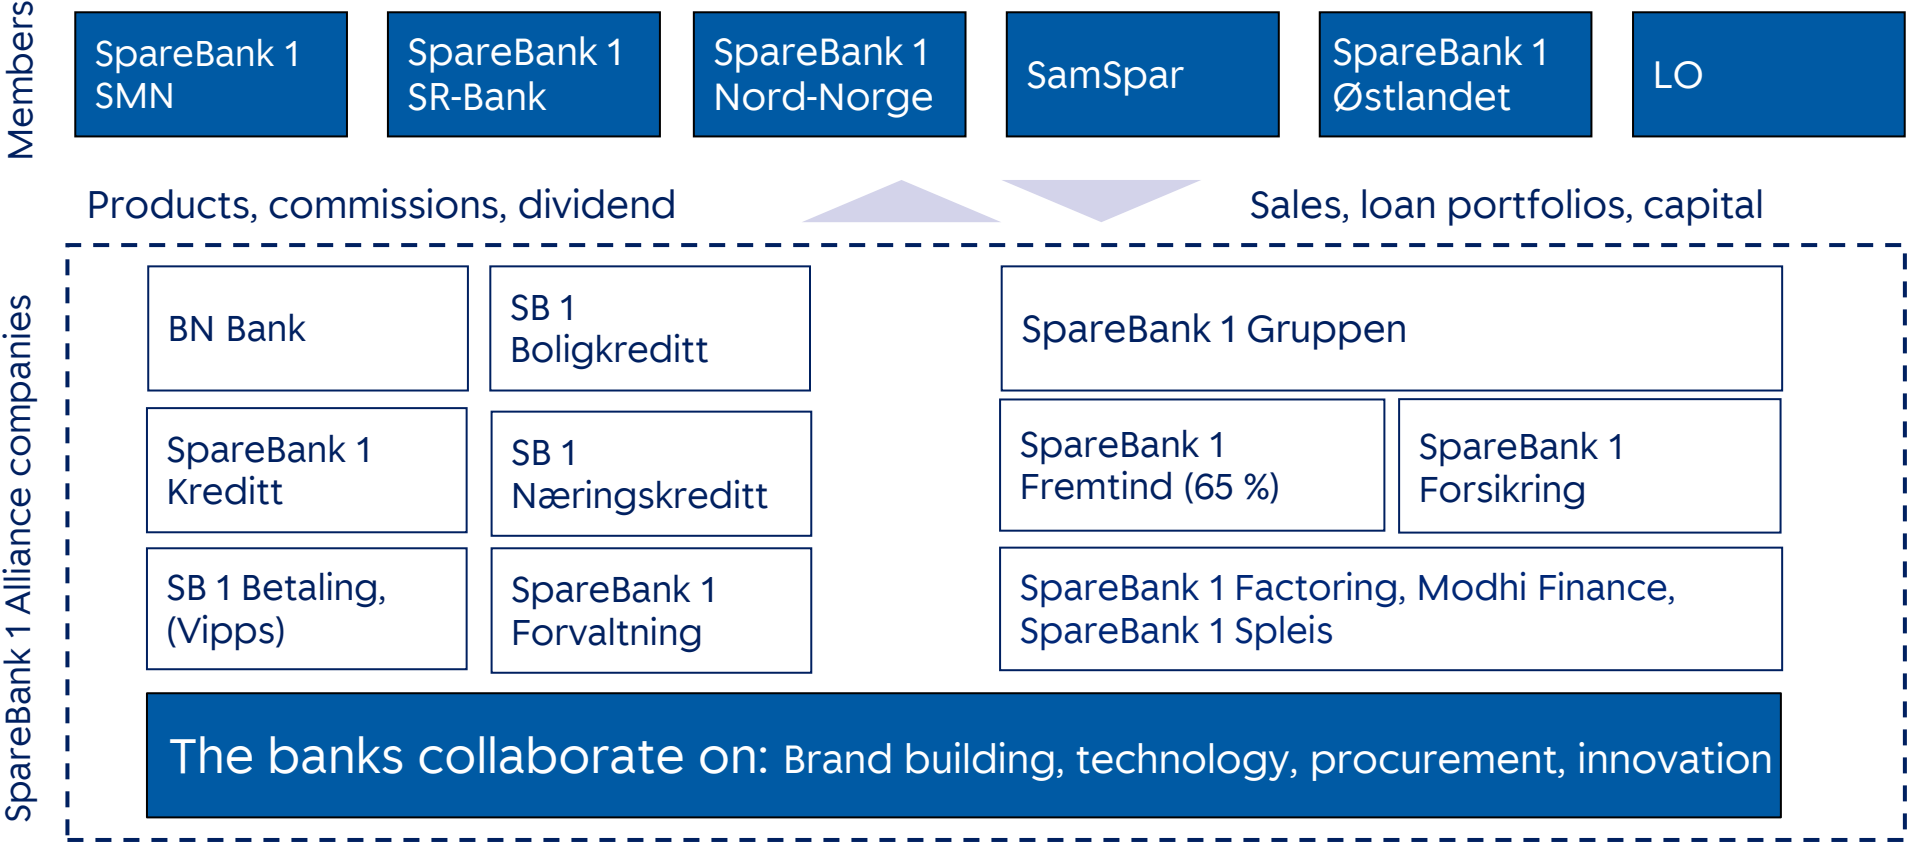 Members
SpareBank 1
SMN
SpareBank 1
SR-Bank
SpareBank 1
Nord-Norge
SamSpar
SpareBank 1
Østlandet
LO
Products, commissions, dividend
Sales, loan portfolios, capital
SpareBank 1 Alliance companies
BN Bank
SB 1
Boligkreditt
SpareBank 1 Gruppen
SpareBank 1
Kreditt
SB 1
Næringskreditt
SpareBank 1
Fremtind (65 %)
SpareBank 1
Forsikring
SB 1 Betaling,
(Vipps)
SpareBank 1
Forvaltning
SpareBank 1 Factoring, Modhi Finance,
SpareBank 1 Spleis
The banks collaborate on: Brand building, technology, procurement, innovation